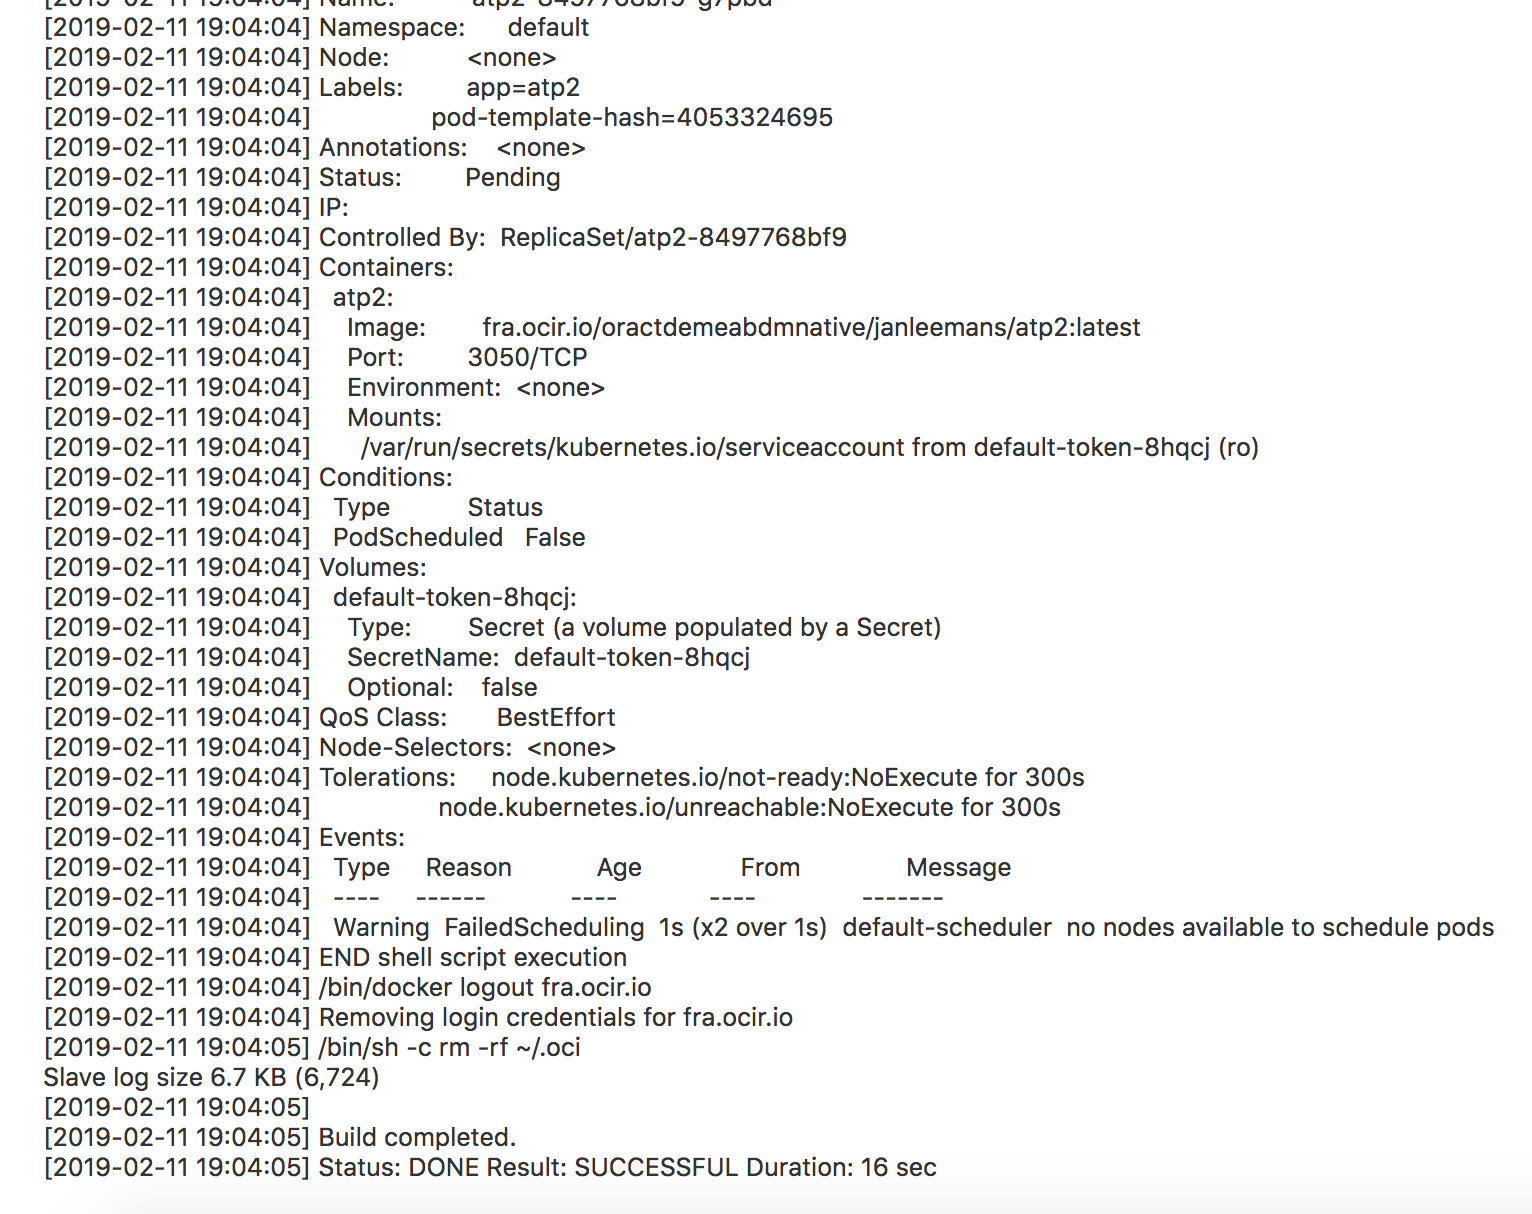 [2019-02-11 19:04:04] Name: atp2-8497768bf9-g7pbd
[2019-02-11 19:04:04] Namespace: default
[2019-02-11 19:04:04] Node: <none>
[2019-02-11 19:04:04] Labels: app=atp2
[2019-02-11 19:04:04] pod-template-hash=4053324695
[2019-02-11 19:04:04] Annotations: <none>
[2019-02-11 19:04:04] Status: Pending
[2019-02-11 19:04:04] IP:
[2019-02-11 19:04:04] Controlled By: ReplicaSet/atp2-8497768bf9
[2019-02-11 19:04:04] Containers:
[2019-02-11 19:04:04] atp2:
[2019-02-11 19:04:04] Image: fra.ocir.io/oractdemeabdmnative/janleemans/atp2:latest
[2019-02-11 19:04:04] Port: 3050/TCP
[2019-02-11 19:04:04] Environment: <none>
[2019-02-11 19:04:04] Mounts:
[2019-02-11 19:04:04] /var/run/secrets/kubernetes.io/serviceaccount from default-token-8hqcj (ro)
[2019-02-11 19:04:04] Conditions:
[2019-02-11 19:04:04] Type Status
[2019-02-11 19:04:04] PodScheduled False
[2019-02-11 19:04:04] Volumes:
[2019-02-11 19:04:04] default-token-8hqcj:
[2019-02-11 19:04:04] Type: Secret (a volume populated by a Secret)
[2019-02-11 19:04:04] SecretName: default-token-8hqcj
[2019-02-11 19:04:04] Optional: false
[2019-02-11 19:04:04] QoS Class: BestEffort
[2019-02-11 19:04:04] Node-Selectors: <none>
[2019-02-11 19:04:04] Tolerations: node.kubernetes.io/not-ready:NoExecute for 300s
[2019-02-11 19:04:04] node.kubernetes.io/unreachable:NoExecute for 300s
[2019-02-11 19:04:04] Events:
[2019-02-11 19:04:04] Type Reason Age From Message
[2019-02-11 19:04:04] ---- ------ ---- ---- -------
[2019-02-11 19:04:04] Warning FailedScheduling 1s (x2 over 1s) default-scheduler no nodes available to schedule pods
[2019-02-11 19:04:04] END shell script execution
[2019-02-11 19:04:04] /bin/docker logout fra.ocir.io
[2019-02-11 19:04:04] Removing login credentials for fra.ocir.io
[2019-02-11 19:04:05] /bin/sh -c rm -rf ~/.oci
Slave log size 6.7 KB (6,724)
[2019-02-11 19:04:05]
[2019-02-11 19:04:05] Build completed.
[2019-02-11 19:04:05] Status: DONE Result: SUCCESSFUL Duration: 16 sec